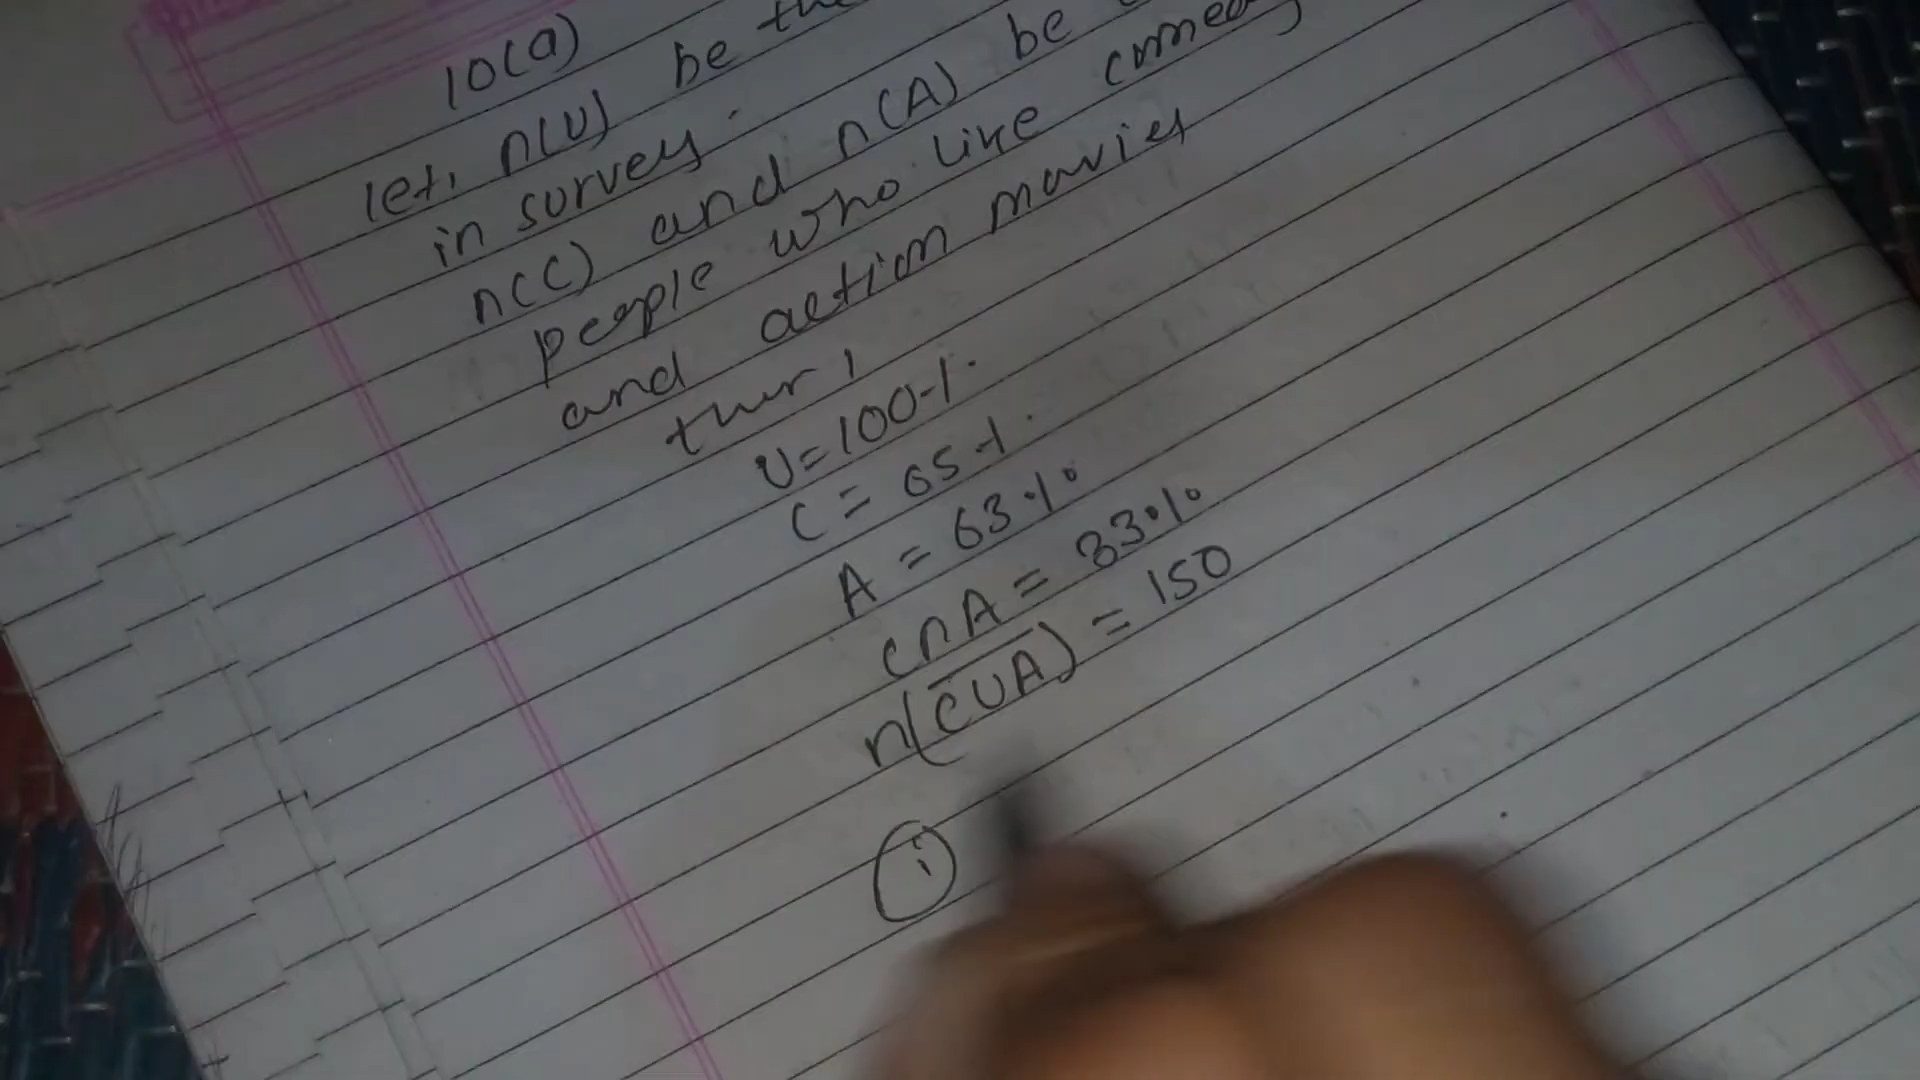 10(a)
let, n(U) be the
in survey.
n(C) and n(A) be
people who like comedy
and action movies
then,
U=100%
C = 65%
A = 63%
C∩A = 33%
n(C̅U̅A̅) = 150
i